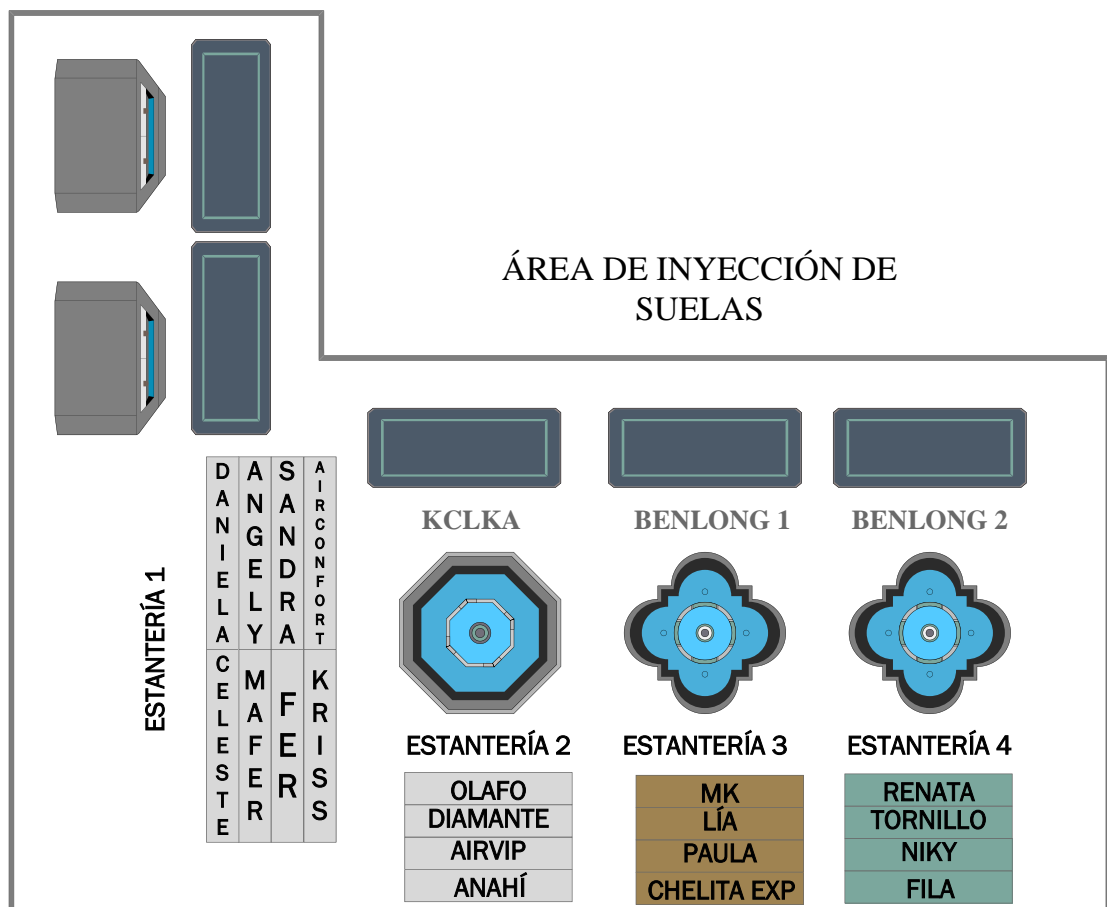 ÁREA DE INYECCIÓN DE
SUELAS
KCLKA
BENLONG 1
BENLONG 2
ESTANTERÍA 1
DANIELA
ANGELY
SANDRA
AIRCONFORT
CELESTE
MAFER
FER
KRISS
ESTANTERÍA 2
OLAFO
DIAMANTE
AIRVIP
ANAHÍ
ESTANTERÍA 3
MK
LÍA
PAULA
CHELITA EXP
ESTANTERÍA 4
RENATA
TORNILLO
NIKY
FILA